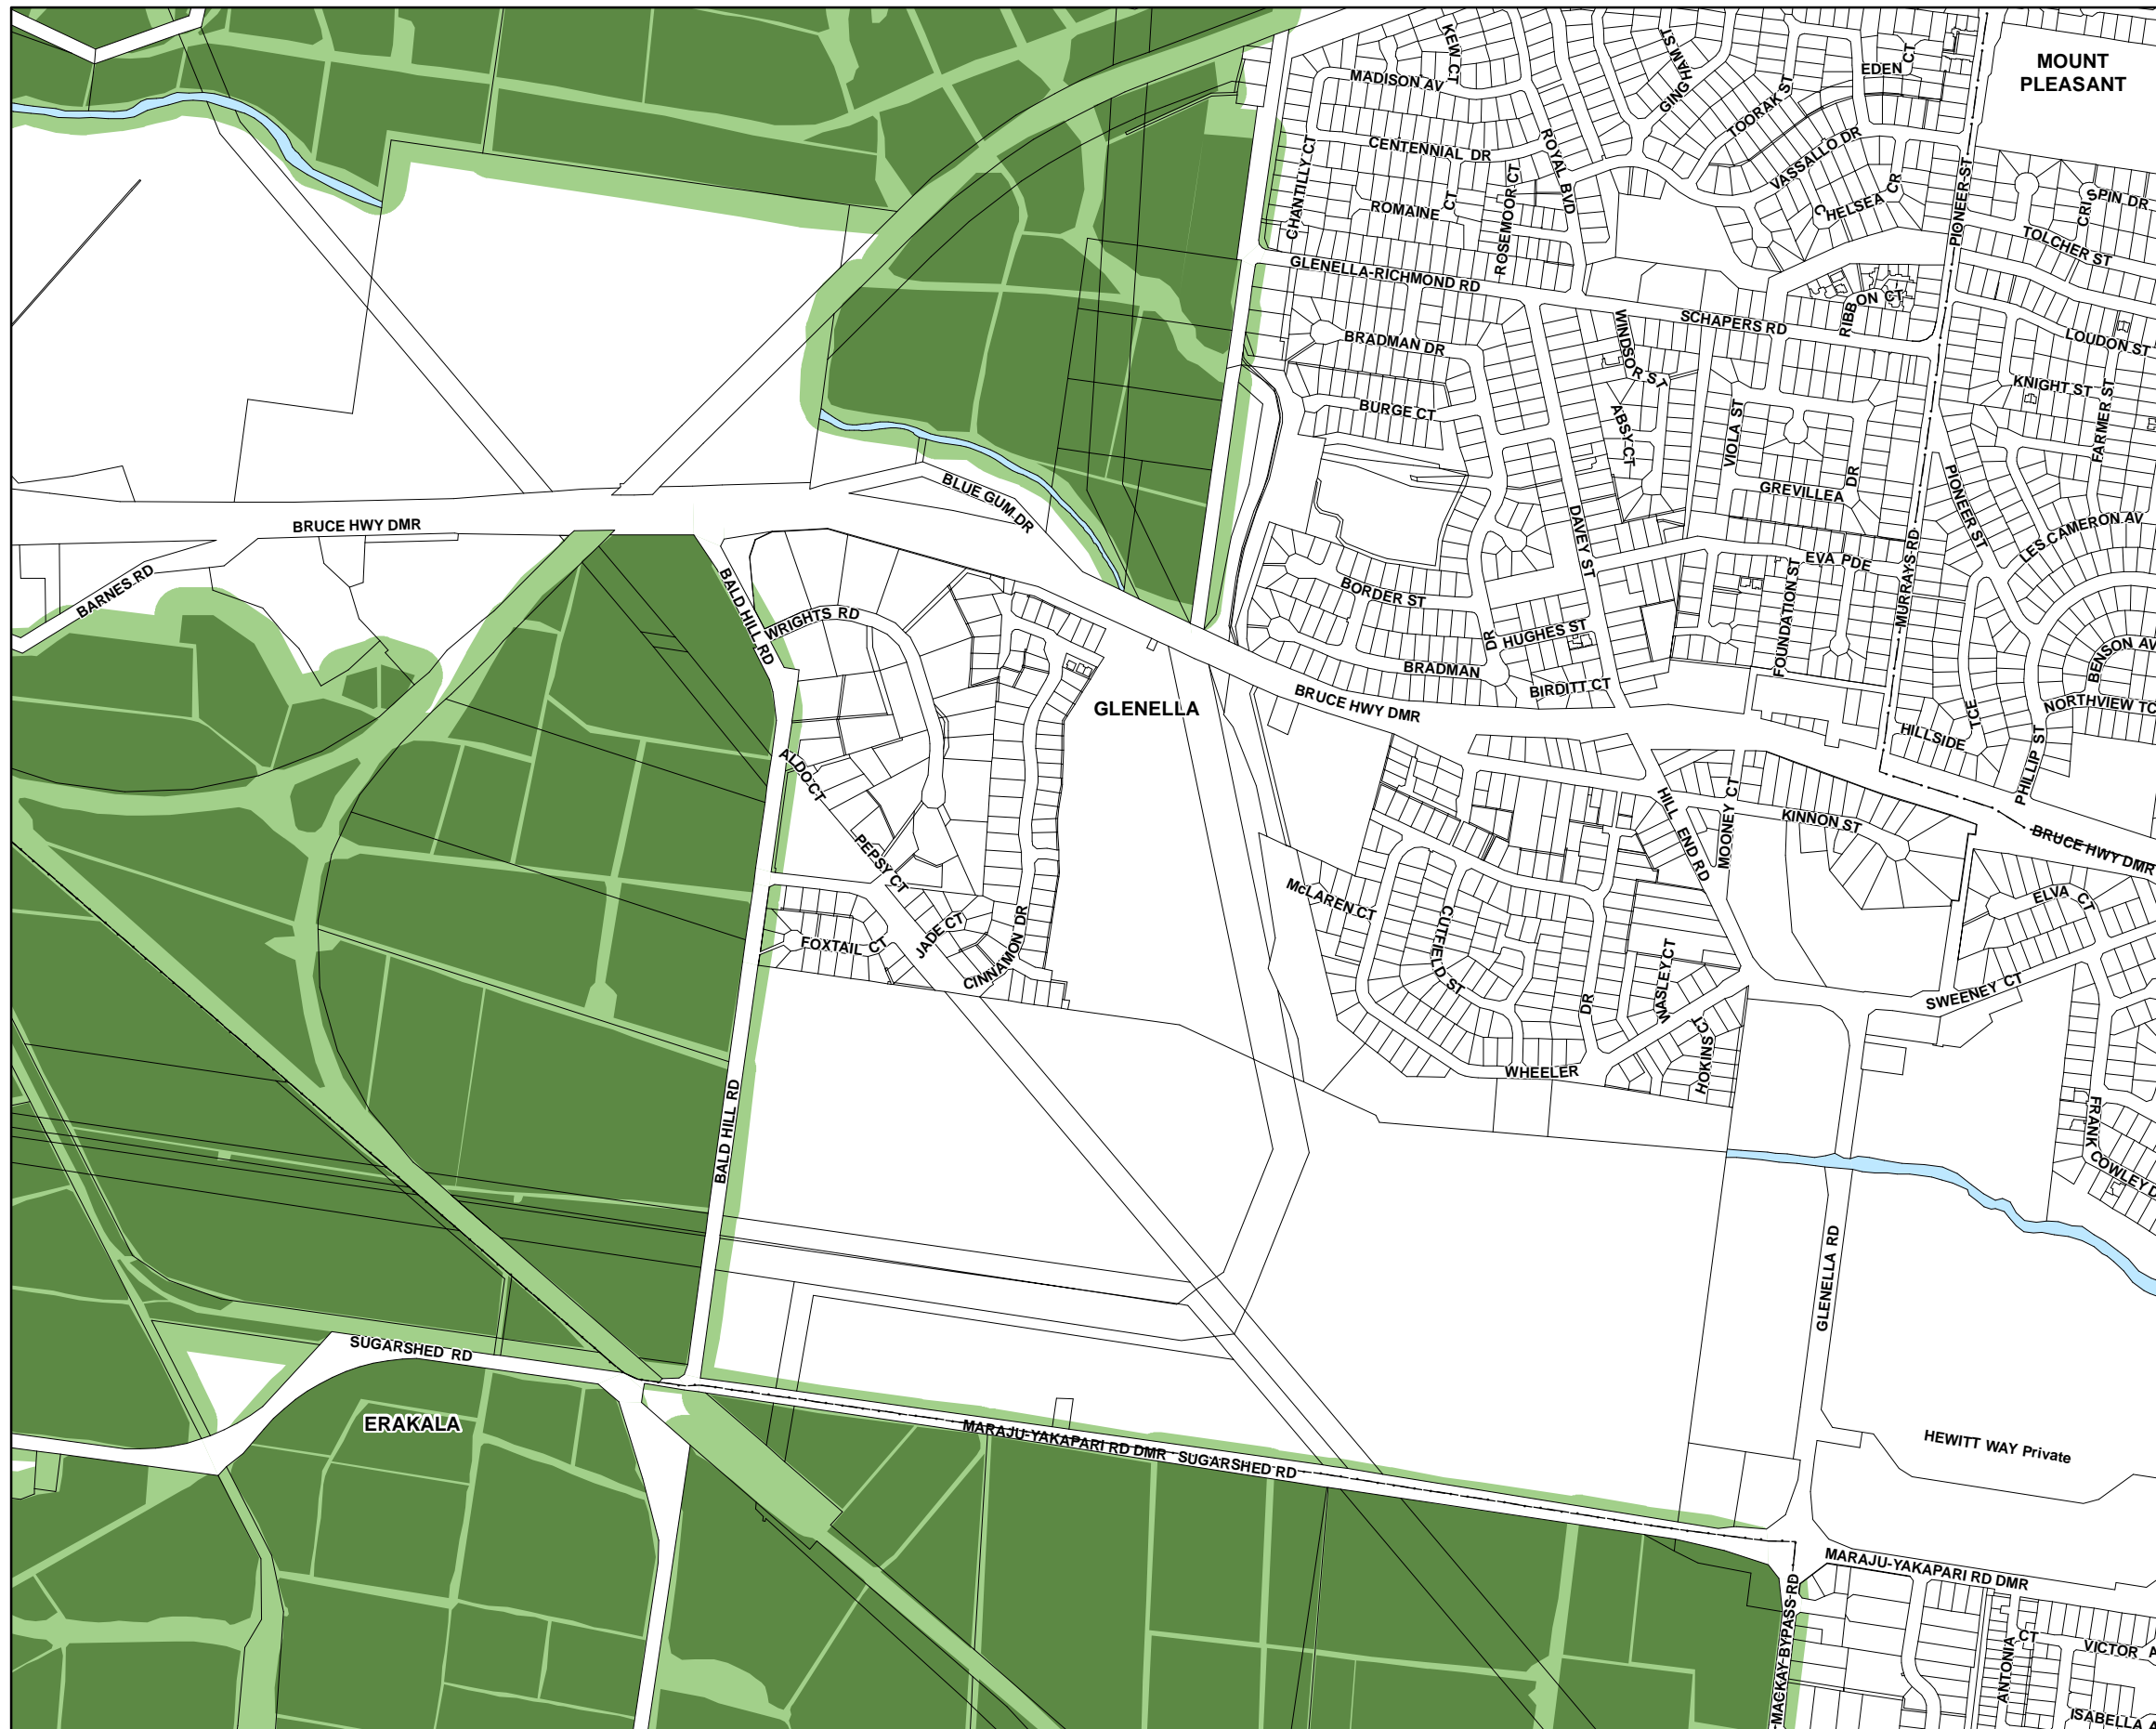 MOUNT
PLEASANT
KEW CT
GINGHAM ST
EDEN CT
MADISON AV
TOORAK ST
CENTENNIAL DR
ROYAL BVD
VASSALLO DR
CHANTILLY CT
ROMAINE CT
ROSEMOOR CT
CHELSEA CR
PIONEER ST
SPIN DR
CRI
TOLCHER ST
GLENELLA-RICHMOND RD
RIBBON CT
SCHAPERS RD
LOUDON ST
BRADMAN DR
WINDSOR ST
KNIGHT ST
FARMER ST
BURGE CT
ABSY CT
VIOLA ST
GREVILLEA DR
PIONEER ST
LES CAMERON AV
BLUE GUM DR
BRUCE HWY DMR
DAVEY ST
EVA PDE
MURRAYS RD
FOUNDATION ST
BARNES RD
BALD HILL RD
WRIGHTS RD
BORDER ST
HUGHES ST
BRADMAN DR
BIRDITT CT
BENSON AV
NORTHVIEW TC
GLENELLA
BRUCE HWY DMR
HILLSIDE TCE
PHILLIP ST
ALDO CT
PEPSY CT
HILL END RD
MOONEY CT
KINNON ST
BRUCE HWY DMR
McLAREN CT
CUTFIELD ST
ELVA CT
FOXTAIL CT
JADE CT
CINNAMON DR
WASLEY CT
SWEENEY CT
WHEELER DR
HOKINS CT
BALD HILL RD
FRANK
COWLEY D
GLENELLA RD
SUGARSHED RD
ERAKALA
MARAJU-YAKAPARI RD DMR SUGARSHED RD
HEWITT WAY Private
MARAJU-YAKAPARI RD DMR
MACKAY-BYPASS-RD
ANTONIA CT
VICTOR A
ISABELLA A